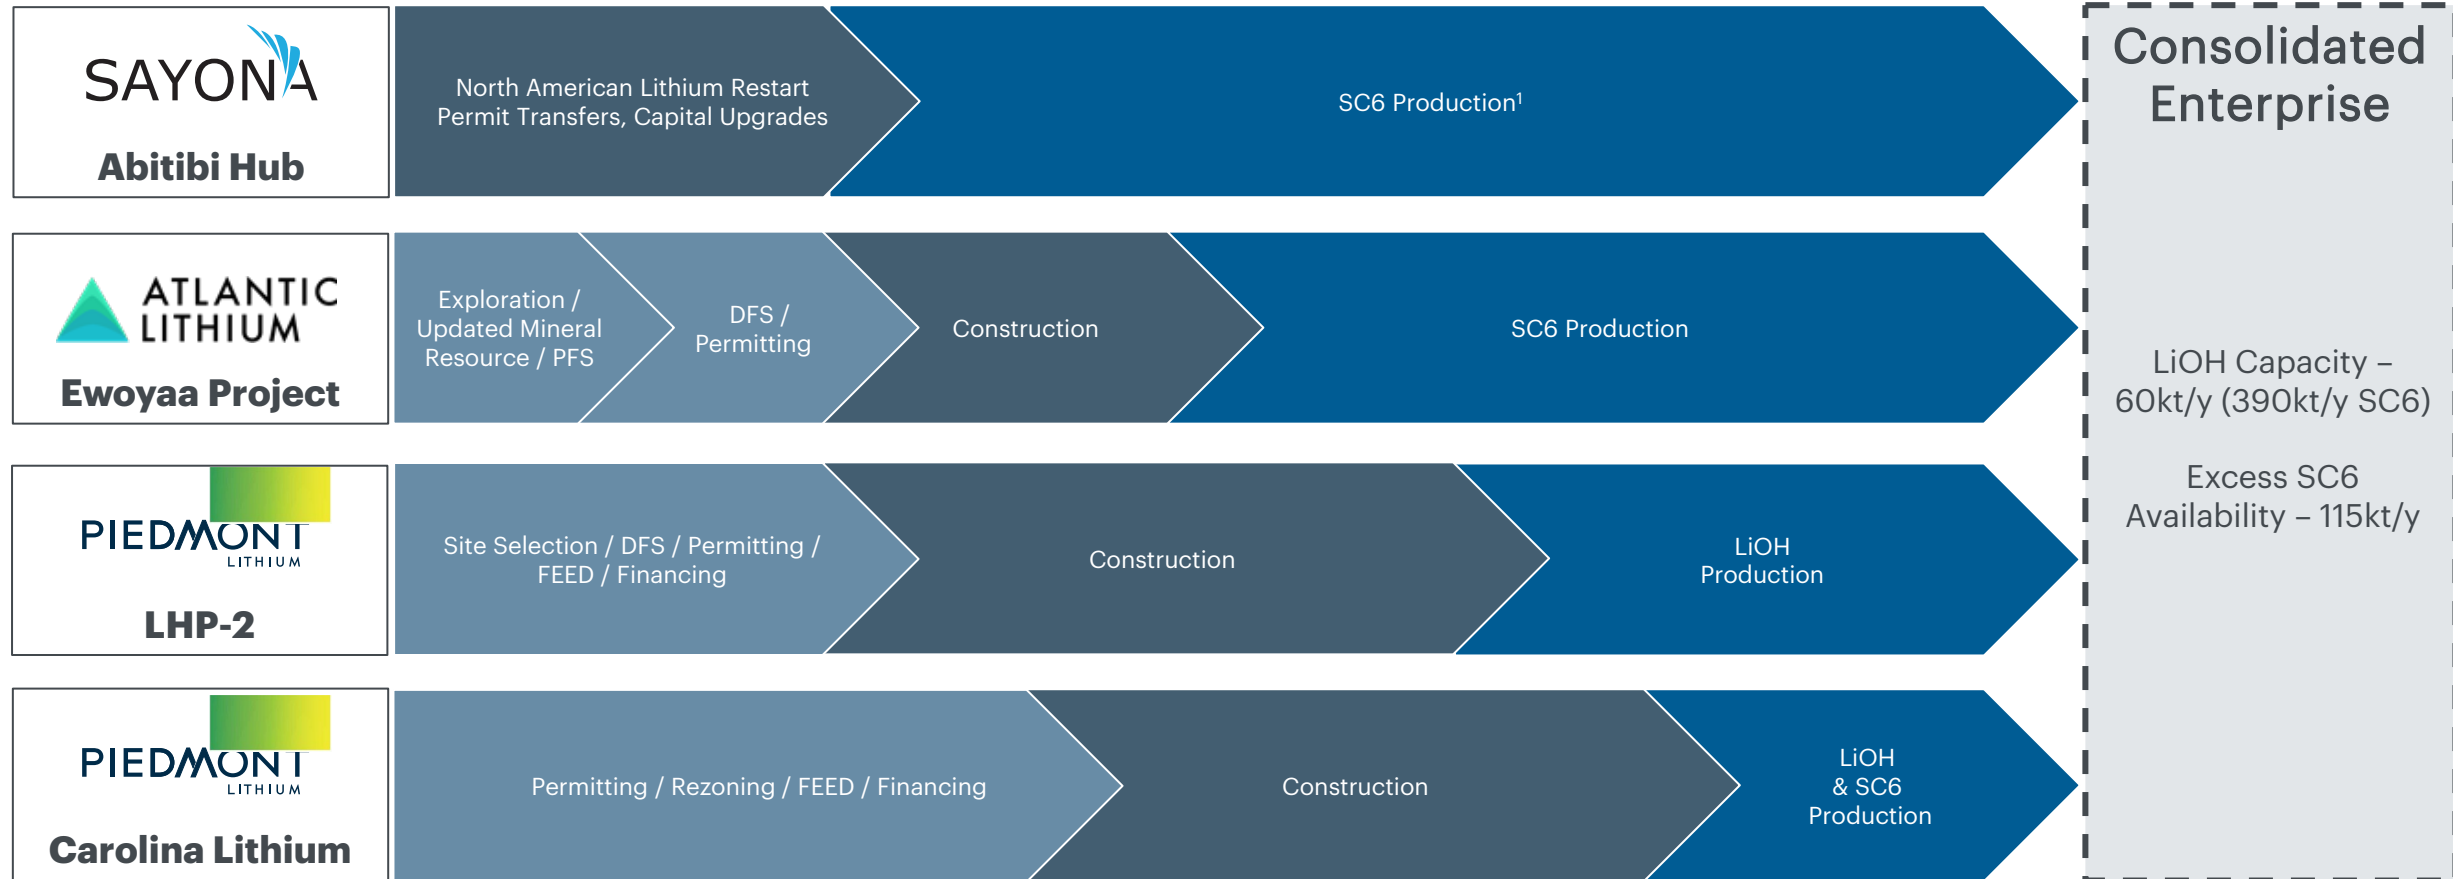 SAYONA
Abitibi Hub
North American Lithium Restart
Permit Transfers, Capital Upgrades
SC6 Production¹
Consolidated
Enterprise
ATLANTIC
LITHIUM
Ewoyaa Project
Exploration /
Updated Mineral
Resource / PFS
DFS /
Permitting
Construction
SC6 Production
LiOH Capacity –
60kt/y (390kt/y SC6)
Excess SC6
Availability – 115kt/y
PIEDMONT
LITHIUM
LHP-2
Site Selection / DFS / Permitting /
FEED / Financing
Construction
LiOH
Production
PIEDMONT
LITHIUM
Carolina Lithium
Permitting / Rezoning / FEED / Financing
Construction
LiOH
& SC6
Production